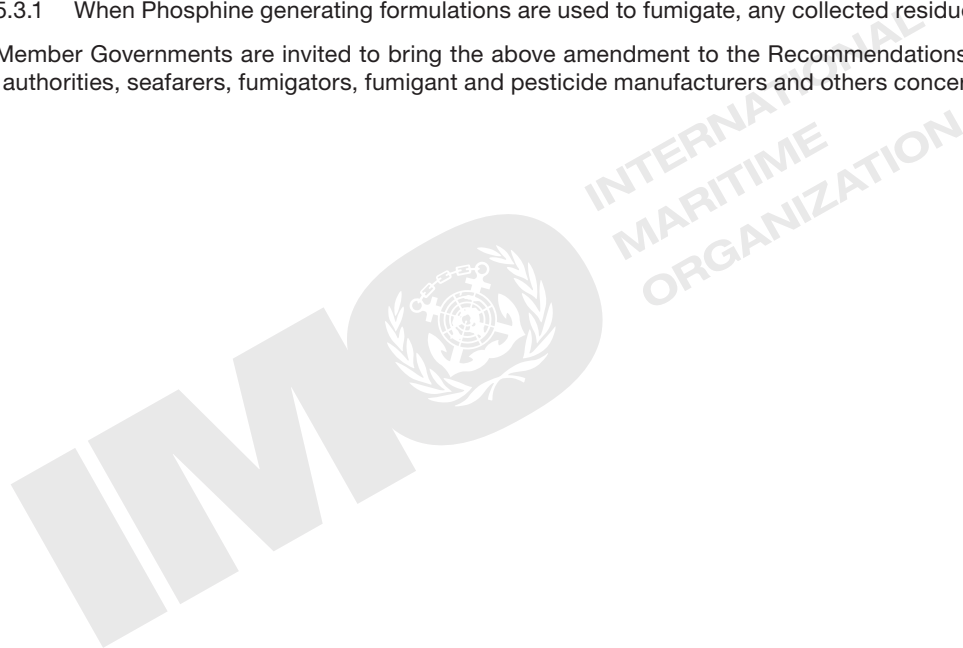 5.3.1 When Phosphine generating formulations are used to fumigate, any collected residue
Member Governments are invited to bring the above amendment to the Recommendations
authorities, seafarers, fumigators, fumigant and pesticide manufacturers and others concer
INTERNATIONAL
MARITIME
ORGANIZATION
IMO